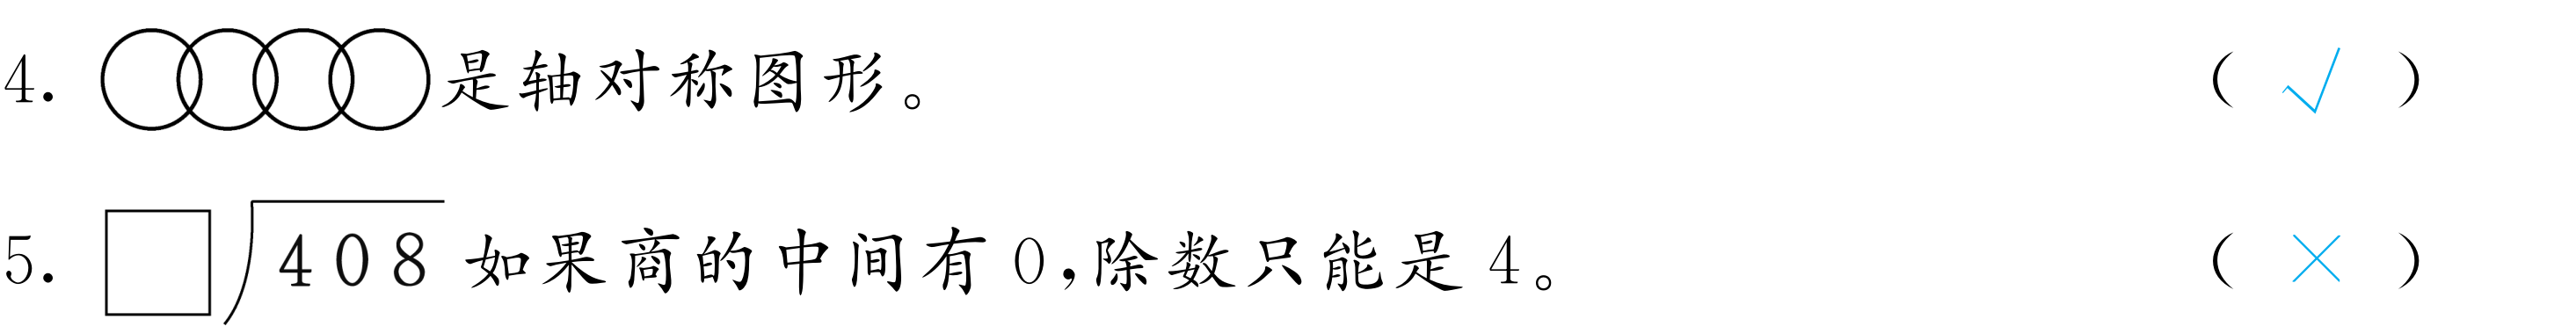 4. 是轴对称图形。 ( √ )
5. 408 如果商的中间有 0,除数只能是 4。 ( × )